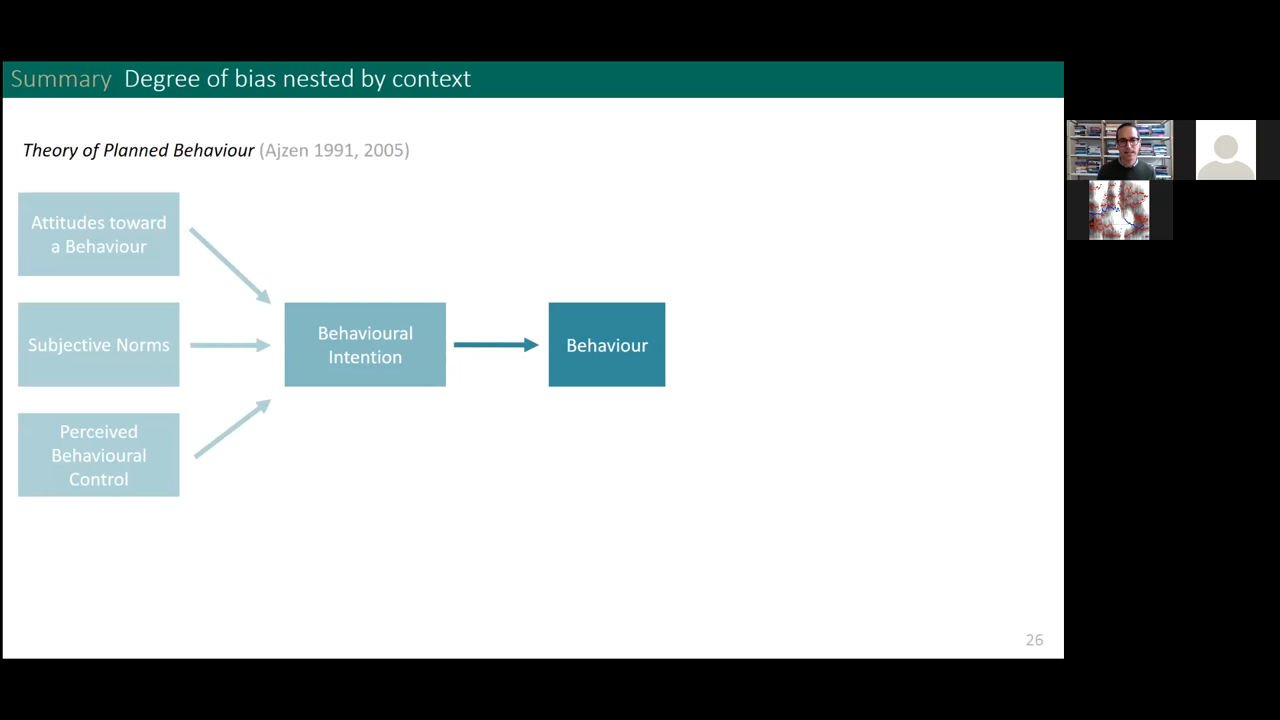 Summary Degree of bias nested by context
Theory of Planned Behaviour (Ajzen 1991, 2005)
Attitudes toward
a Behaviour
Subjective Norms
Perceived
Behavioural
Control
Behavioural
Intention
Behaviour
26